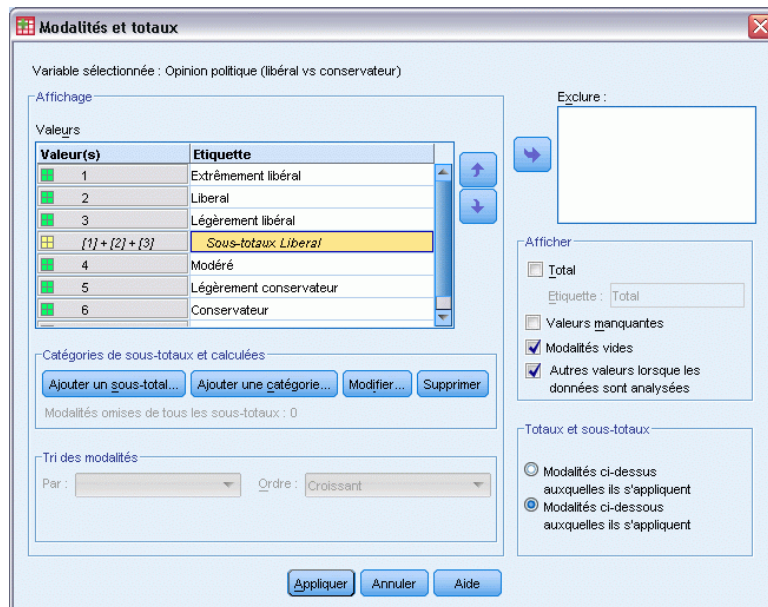 Modalités et totaux
Variable sélectionnée : Opinion politique (libéral vs conservateur)
Affichage
Valeurs
Valeur(s) Etiquette
1 Extrêmement libéral
2 Liberal
3 Légèrement libéral
[1] + [2] + [3] Sous-totaux Liberal
4 Modéré
5 Légèrement conservateur
6 Conservateur
Catégories de sous-totaux et calculées
Ajouter un sous-total... Ajouter une catégorie... Modifier... Supprimer
Modalités omises de tous les sous-totaux : 0
Tri des modalités
Par : Ordre : Croissant
Exclure :
Afficher
Total
Etiquette : Total
Valeurs manquantes
Modalités vides
Autres valeurs lorsque les
données sont analysées
Totaux et sous-totaux
Modalités ci-dessus
auxquelles ils s'appliquent
Modalités ci-dessous
auxquelles ils s'appliquent
Appliquer Annuler Aide